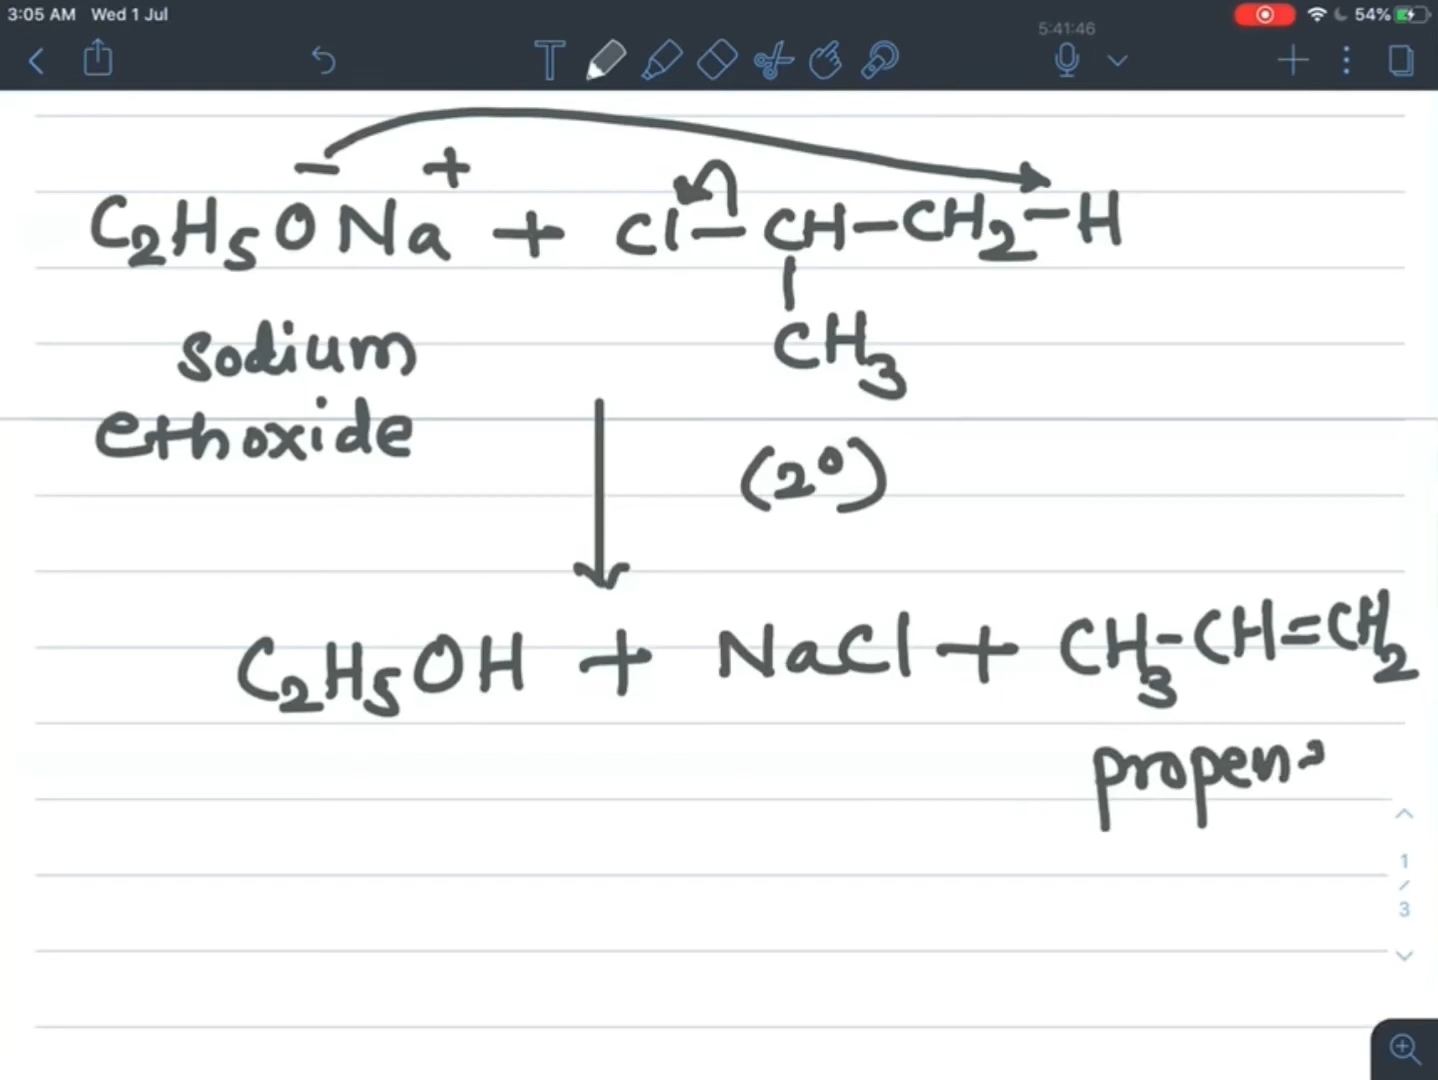 3:05 AM Wed 1 Jul
54%
5:41:46
T
− +
C₂H₅ONa + Cl−CH−CH₂−H
CH₃
sodium
ethoxide
(2°)
C₂H₅OH + NaCl + CH₃−CH=CH₂
propen
1
/
3